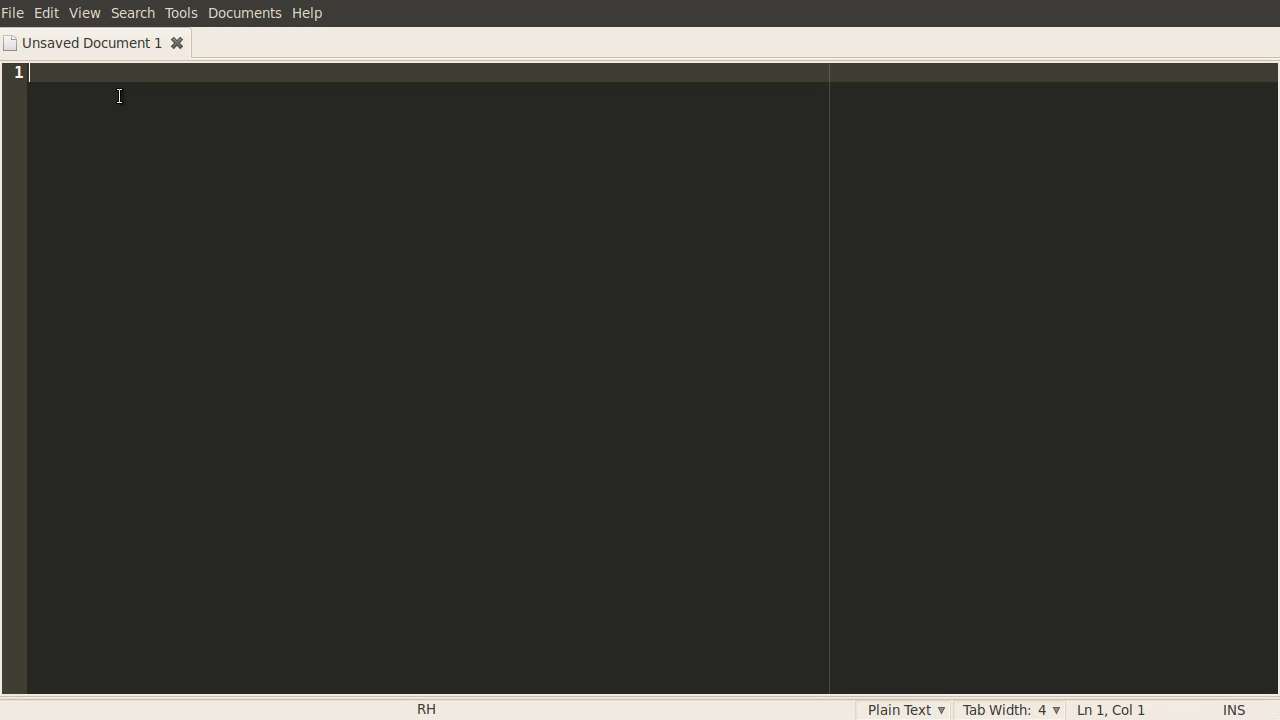 File Edit View Search Tools Documents Help
Unsaved Document 1
1
RH Plain Text Tab Width: 4 Ln 1, Col 1 INS